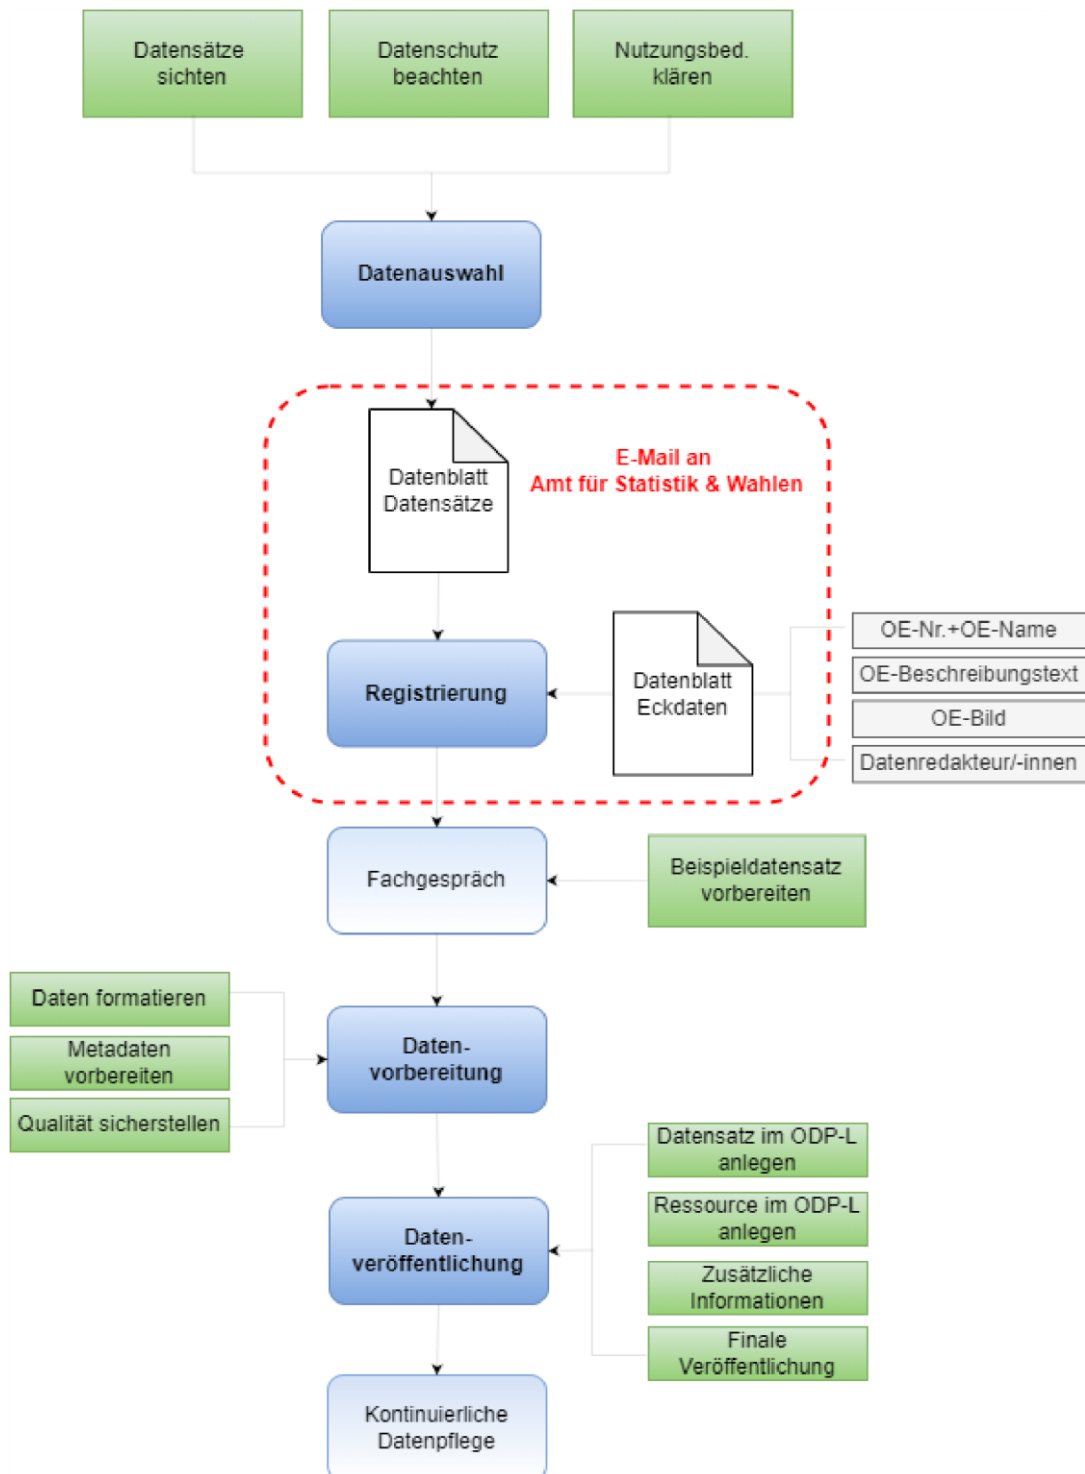 Datensätze
sichten
Datenschutz
beachten
Nutzungsbed.
klären
Datenauswahl
Datenblatt
Datensätze
E-Mail an
Amt für Statistik & Wahlen
Registrierung
Datenblatt
Eckdaten
OE-Nr.+OE-Name
OE-Beschreibungstext
OE-Bild
Datenredakteur/-innen
Fachgespräch
Beispieldatensatz
vorbereiten
Daten formatieren
Metadaten
vorbereiten
Qualität sicherstellen
Daten-
vorbereitung
Datensatz im ODP-L
anlegen
Ressource im ODP-L
anlegen
Zusätzliche
Informationen
Finale
Veröffentlichung
Daten-
veröffentlichung
Kontinuierliche
Datenpflege